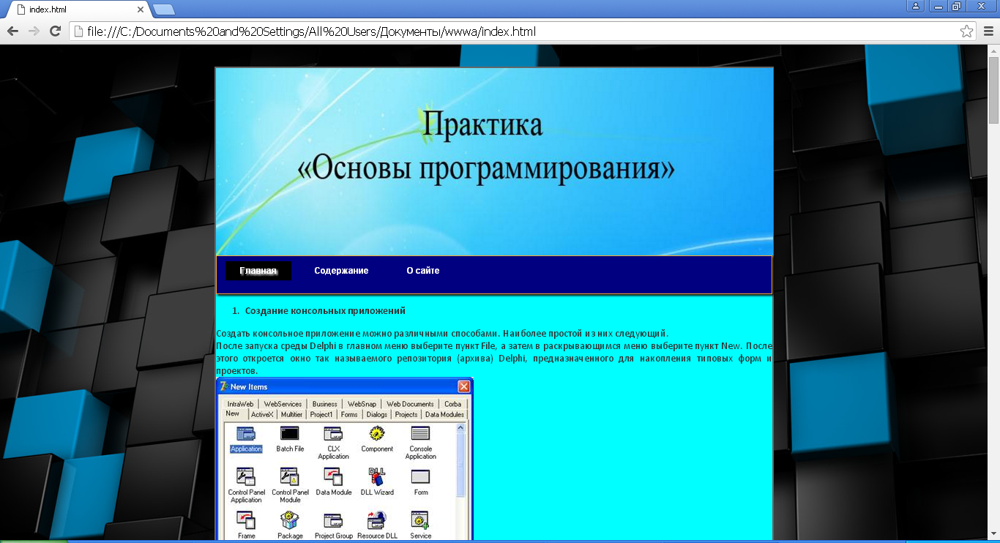 index.html
file:///C:/Documents%20and%20Settings/All%20Users/Документы/wwwa/index.html
Практика
«Основы программирования»
Главная Содержание О сайте
1. Создание консольных приложений
Создать консольное приложение можно различными способами. Наиболее простой из них следующий.
После запуска среды Delphi в главном меню выберите пункт File, а затем в раскрывающимся меню выберите пункт New. После
этого откроется окно так называемого репозитория (архива) Delphi, предназначенного для накопления типовых форм и
проектов.
7 New Items
IntraWeb WebServices Business WebSnap Web Documents Corba
New ActiveX Multitier Project1 Forms Dialogs Projects Data Modules
Application Batch File CLX Application Component Console Application
Control Panel Application Control Panel Module Data Module DLL Wizard Form
DLL
Frame Package Project Group Resource DLL Service